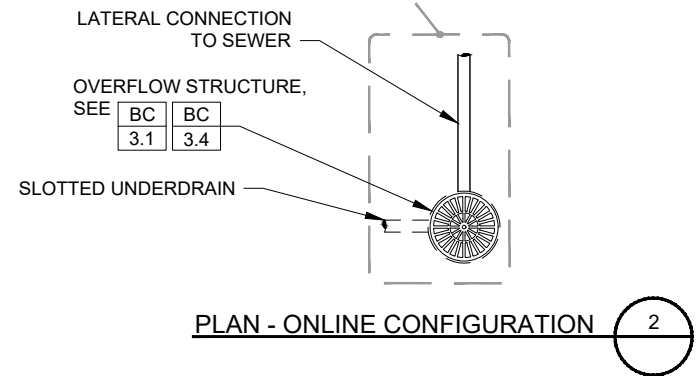 LATERAL CONNECTION
TO SEWER
OVERFLOW STRUCTURE,
SEE BC 3.1 BC 3.4
SLOTTED UNDERDRAIN
PLAN - ONLINE CONFIGURATION 2